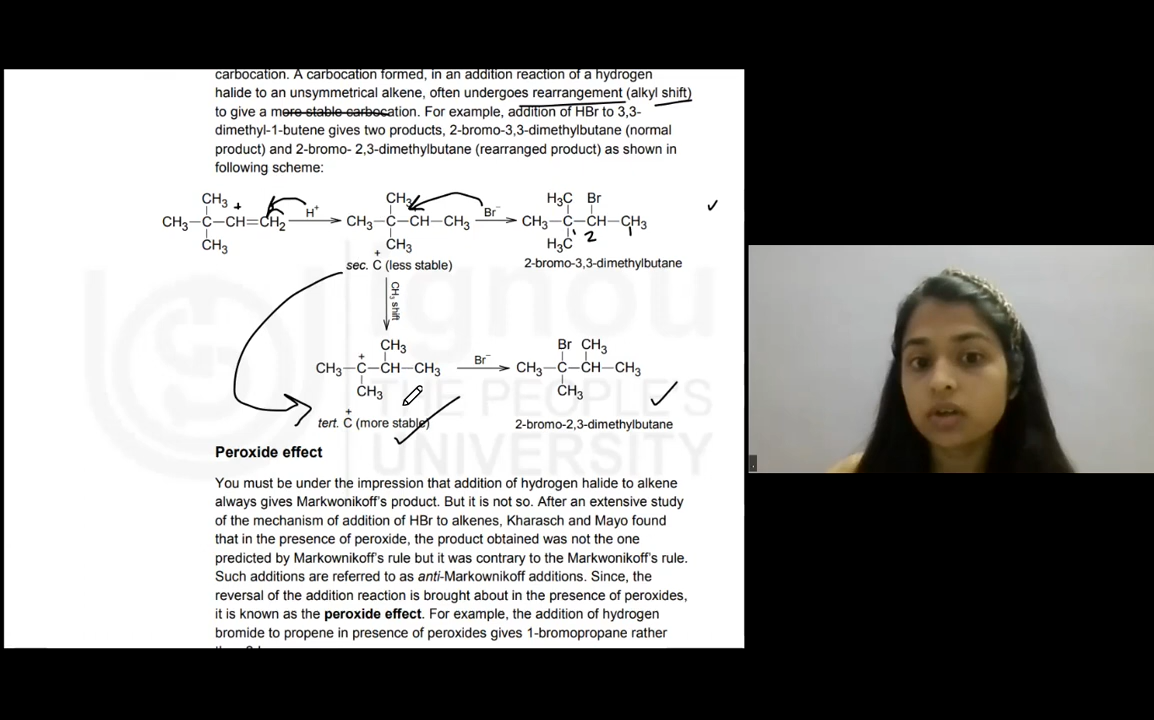 carbocation. A carbocation formed, in an addition reaction of a hydrogen
halide to an unsymmetrical alkene, often undergoes rearrangement (alkyl shift)
to give a more stable carbocation. For example, addition of HBr to 3,3-
dimethyl-1-butene gives two products, 2-bromo-3,3-dimethylbutane (normal
product) and 2-bromo- 2,3-dimethylbutane (rearranged product) as shown in
following scheme:
CH3 + CH3 H3C Br
CH3—C—CH=CH2 H+ CH3—C—CH—CH3 Br− CH3—C—CH—CH3
CH3 CH3 H3C 2 1
+
sec. C (less stable) 2-bromo-3,3-dimethylbutane
CH3 shift
ignou
+ CH3 Br CH3
CH3—C—CH—CH3 Br− CH3—C—CH—CH3
CH3 CH3
THE PEOPLE'S
+
tert. C (more stable) 2-bromo-2,3-dimethylbutane
UNIVERSITY
Peroxide effect
You must be under the impression that addition of hydrogen halide to alkene
always gives Markwonikoff's product. But it is not so. After an extensive study
of the mechanism of addition of HBr to alkenes, Kharasch and Mayo found
that in the presence of peroxide, the product obtained was not the one
predicted by Markownikoff's rule but it was contrary to the Markwonikoff's rule.
Such additions are referred to as anti-Markownikoff additions. Since, the
reversal of the addition reaction is brought about in the presence of peroxides,
it is known as the peroxide effect. For example, the addition of hydrogen
bromide to propene in presence of peroxides gives 1-bromopropane rather